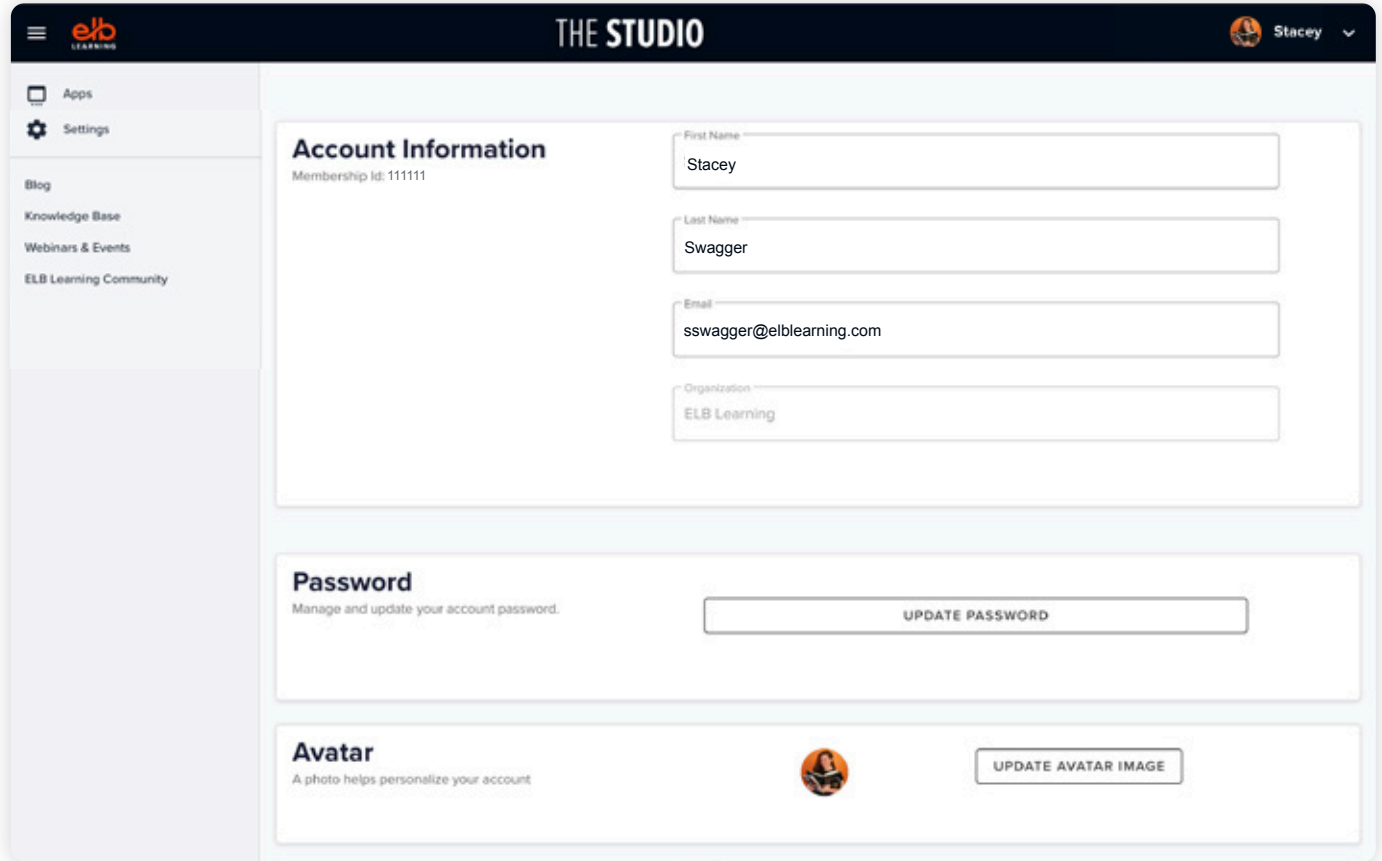 elb
LEARNING
THE STUDIO
Stacey
Apps
Settings
Blog
Knowledge Base
Webinars & Events
ELB Learning Community
Account Information
Membership Id: 111111
First Name
Stacey
Last Name
Swagger
Email
sswagger@elblearning.com
Organization
ELB Learning
Password
Manage and update your account password.
UPDATE PASSWORD
Avatar
A photo helps personalize your account
UPDATE AVATAR IMAGE